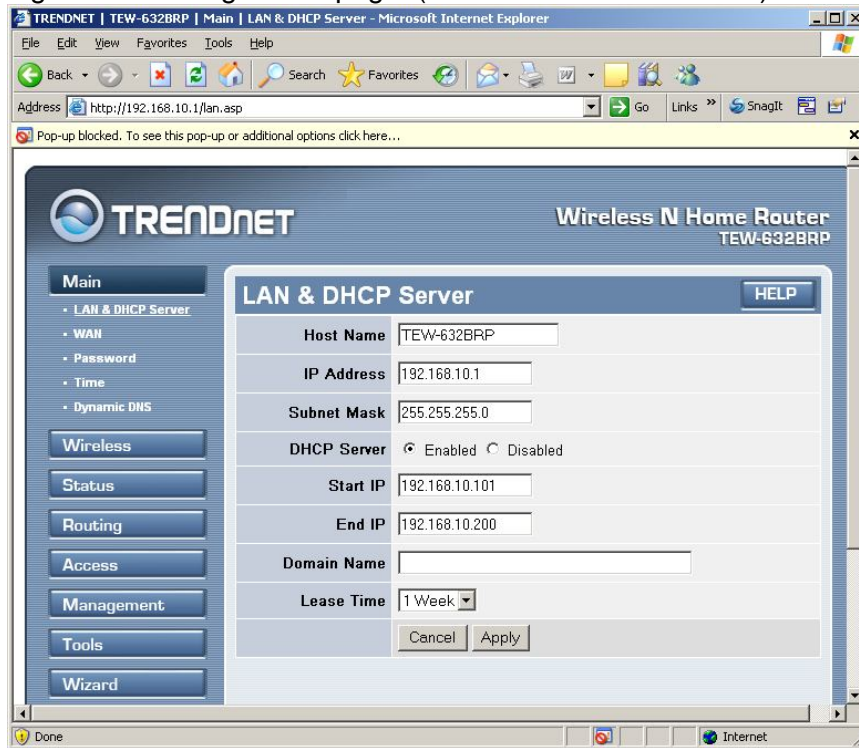 TRENDNET | TEW-632BRP | Main | LAN & DHCP Server - Microsoft Internet Explorer
File Edit View Favorites Tools Help
Back Search Favorites
Address http://192.168.10.1/lan.asp Go Links » SnagIt
Pop-up blocked. To see this pop-up or additional options click here...
TRENDNET
Wireless N Home Router
TEW-632BRP
Main
LAN & DHCP Server
WAN
Password
Time
Dynamic DNS
Wireless
Status
Routing
Access
Management
Tools
Wizard
LAN & DHCP Server HELP
Host Name TEW-632BRP
IP Address 192.168.10.1
Subnet Mask 255.255.255.0
DHCP Server Enabled Disabled
Start IP 192.168.10.101
End IP 192.168.10.200
Domain Name
Lease Time 1 Week
Cancel Apply
Done Internet